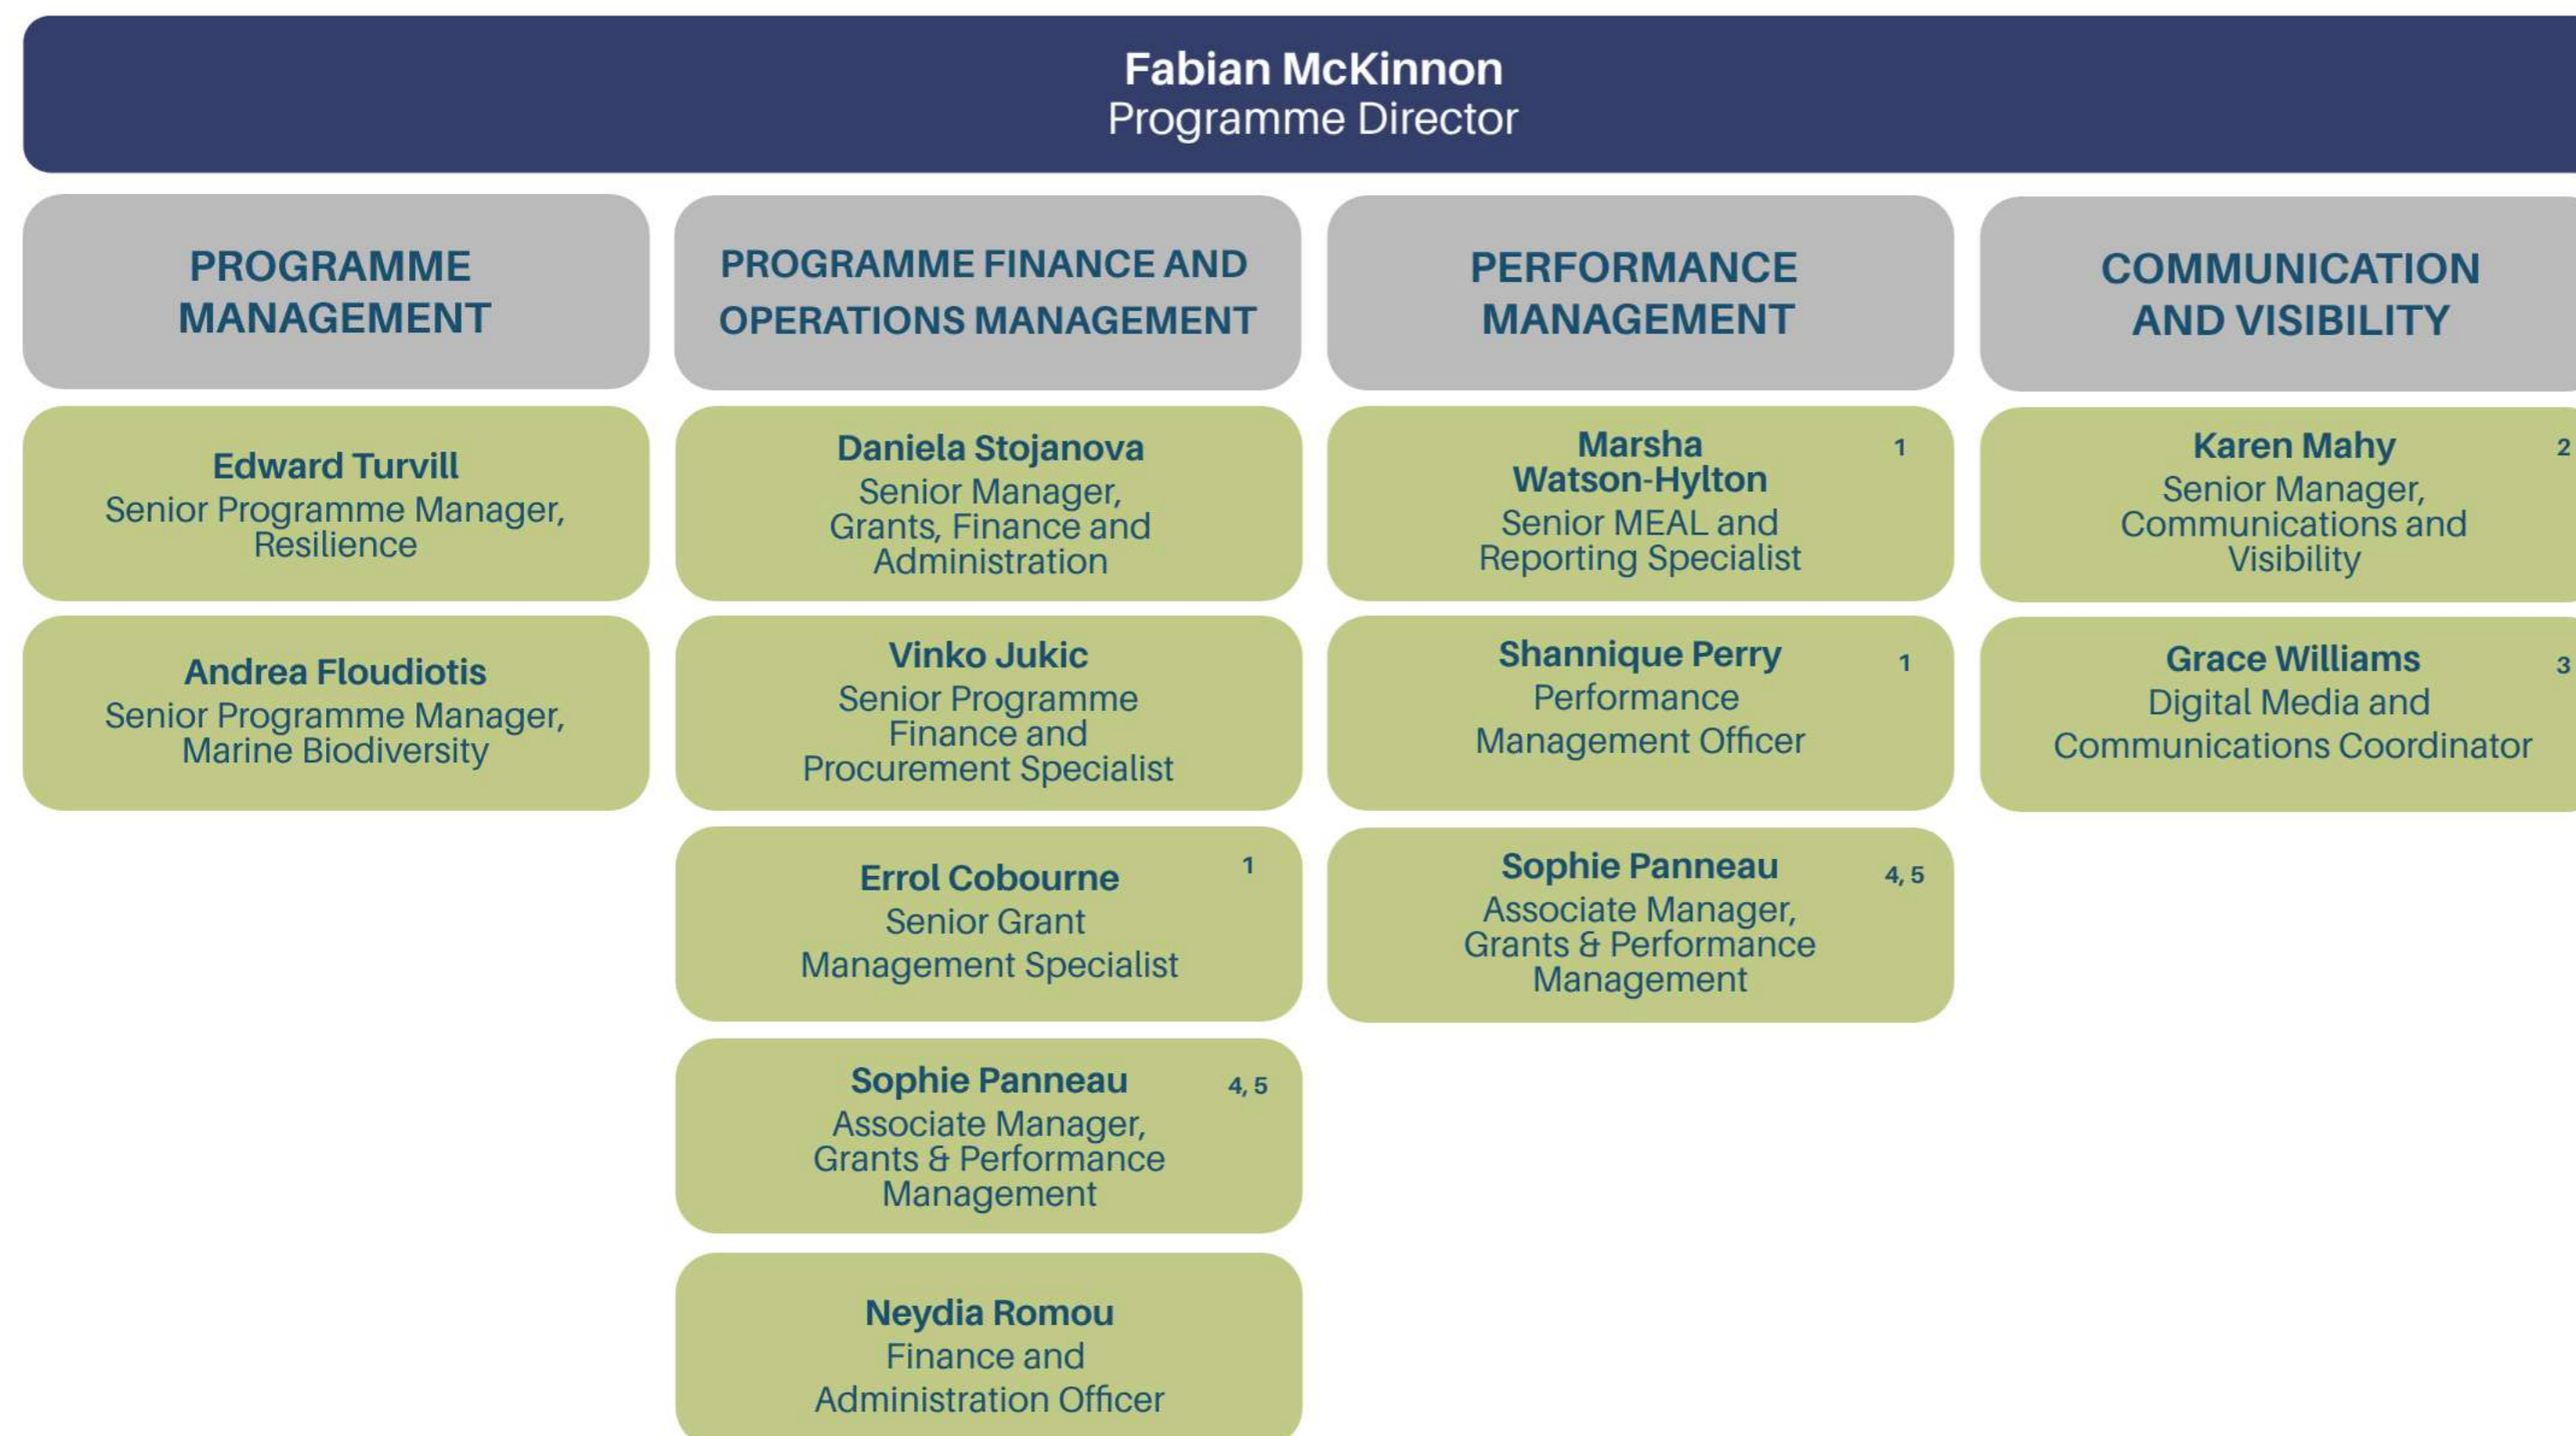 Fabian McKinnon
Programme Director
PROGRAMME
MANAGEMENT
Edward Turvill
Senior Programme Manager,
Resilience
Andrea Floudiotis
Senior Programme Manager,
Marine Biodiversity
PROGRAMME FINANCE AND
OPERATIONS MANAGEMENT
Daniela Stojanova
Senior Manager,
Grants, Finance and
Administration
Vinko Jukic
Senior Programme
Finance and
Procurement Specialist
Errol Cobourne 1
Senior Grant
Management Specialist
Sophie Panneau 4, 5
Associate Manager,
Grants & Performance
Management
Neydia Romou
Finance and
Administration Officer
PERFORMANCE
MANAGEMENT
Marsha 1
Watson-Hylton
Senior MEAL and
Reporting Specialist
Shannique Perry 1
Performance
Management Officer
Sophie Panneau 4, 5
Associate Manager,
Grants & Performance
Management
COMMUNICATION
AND VISIBILITY
Karen Mahy 2
Senior Manager,
Communications and
Visibility
Grace Williams 3
Digital Media and
Communications Coordinator